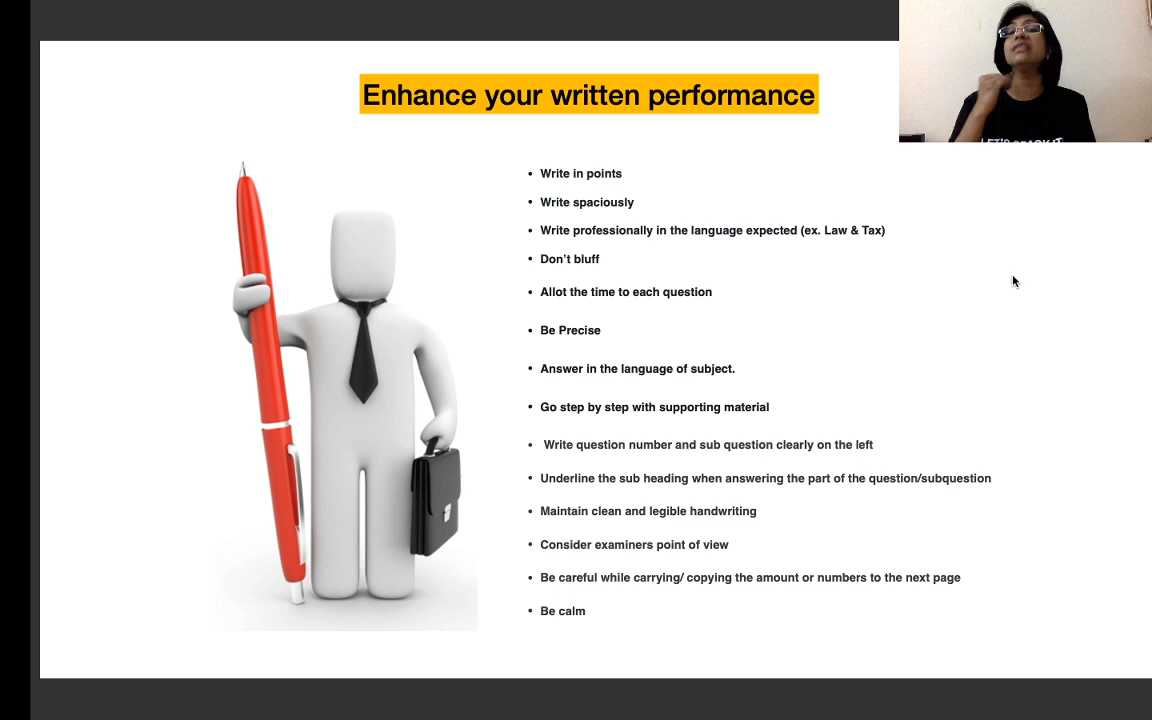 Enhance your written performance
• Write in points
• Write spaciously
• Write professionally in the language expected (ex. Law & Tax)
• Don’t bluff
• Allot the time to each question
• Be Precise
• Answer in the language of subject.
• Go step by step with supporting material
• Write question number and sub question clearly on the left
• Underline the sub heading when answering the part of the question/subquestion
• Maintain clean and legible handwriting
• Consider examiners point of view
• Be careful while carrying/ copying the amount or numbers to the next page
• Be calm